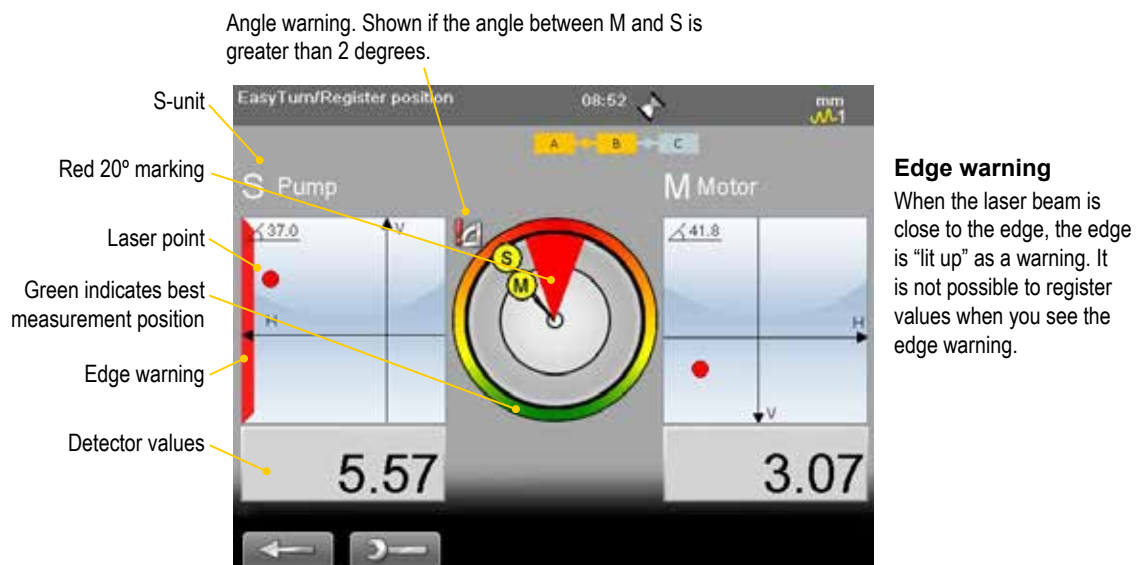 Angle warning. Shown if the angle between M and S is
greater than 2 degrees.
S-unit
Red 20º marking
Laser point
Green indicates best
measurement position
Edge warning
Detector values
EasyTurn/Register position
08:52
mm
1
A
B
C
S Pump
M Motor
37.0
V
H
S
M
41.8
H
V
5.57
3.07
Edge warning
When the laser beam is
close to the edge, the edge
is “lit up” as a warning. It
is not possible to register
values when you see the
edge warning.